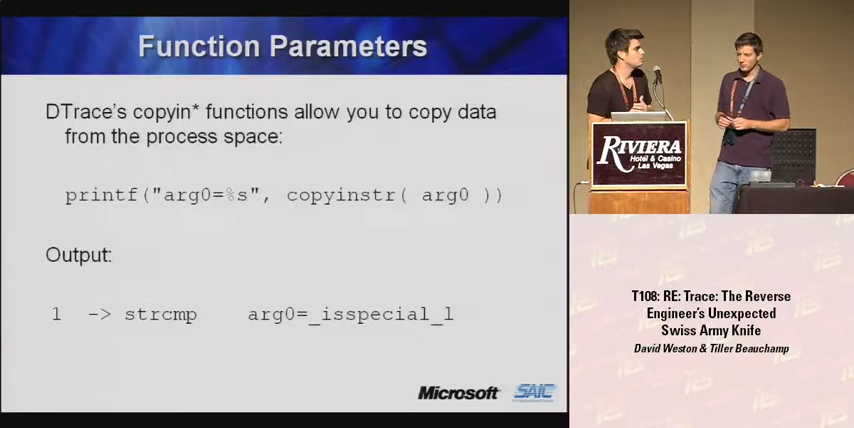 Function Parameters
DTrace's copyin* functions allow you to copy data
from the process space:
printf("arg0=%s", copyinstr( arg0 ))
Output:
1 -> strcmp arg0=_isspecial_l
Microsoft SAIC
RIVIERA
Hotel & Casino
Las Vegas
T108: RE: Trace: The Reverse
Engineer's Unexpected
Swiss Army Knife
David Weston & Tiller Beauchamp